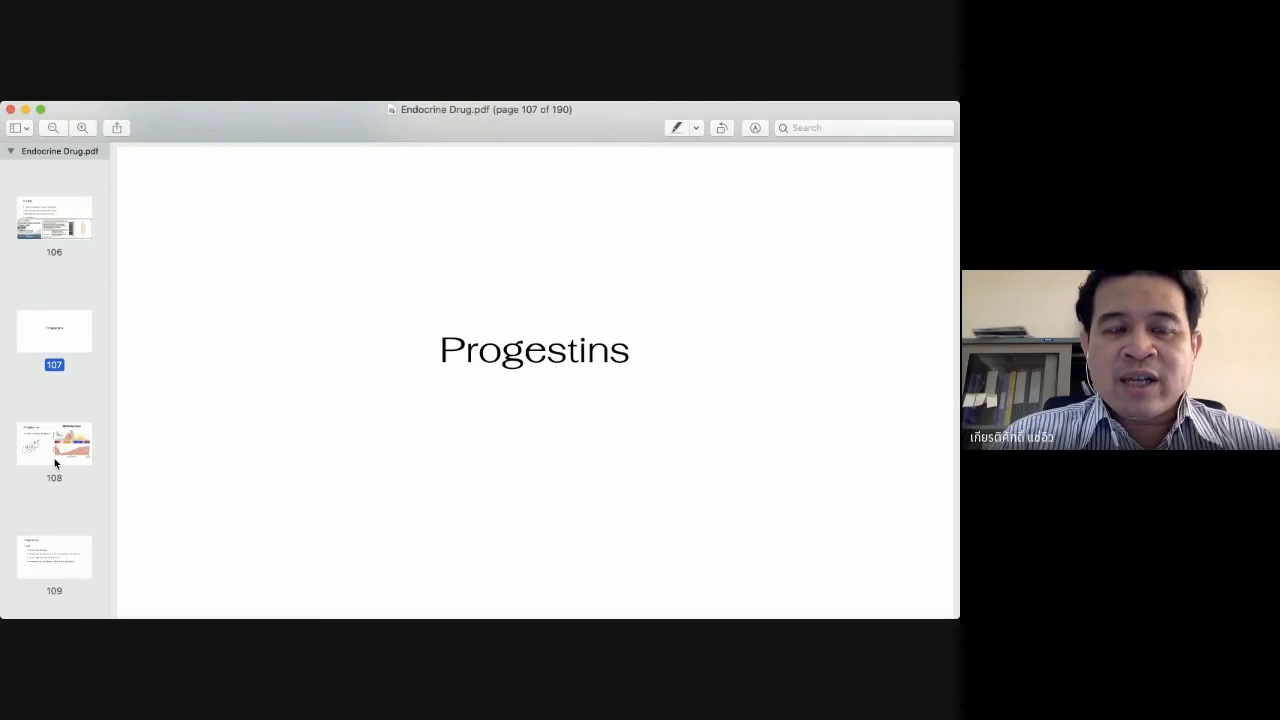 Endocrine Drug.pdf (page 107 of 190)
Search
Endocrine Drug.pdf
106
107
108
109
Progestins
เกียรติศักดิ์ แซ่อิ๋ว